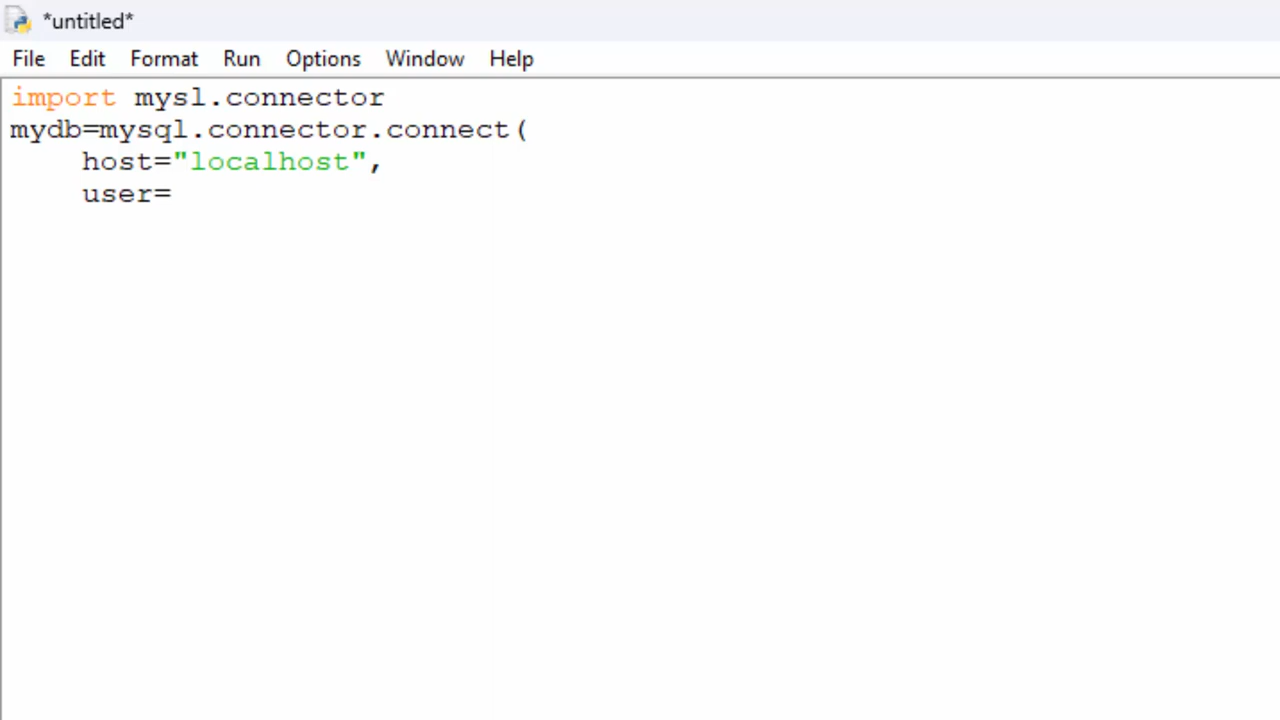 *untitled*
File Edit Format Run Options Window Help
import mysl.connector
mydb=mysql.connector.connect(
    host="localhost",
    user=